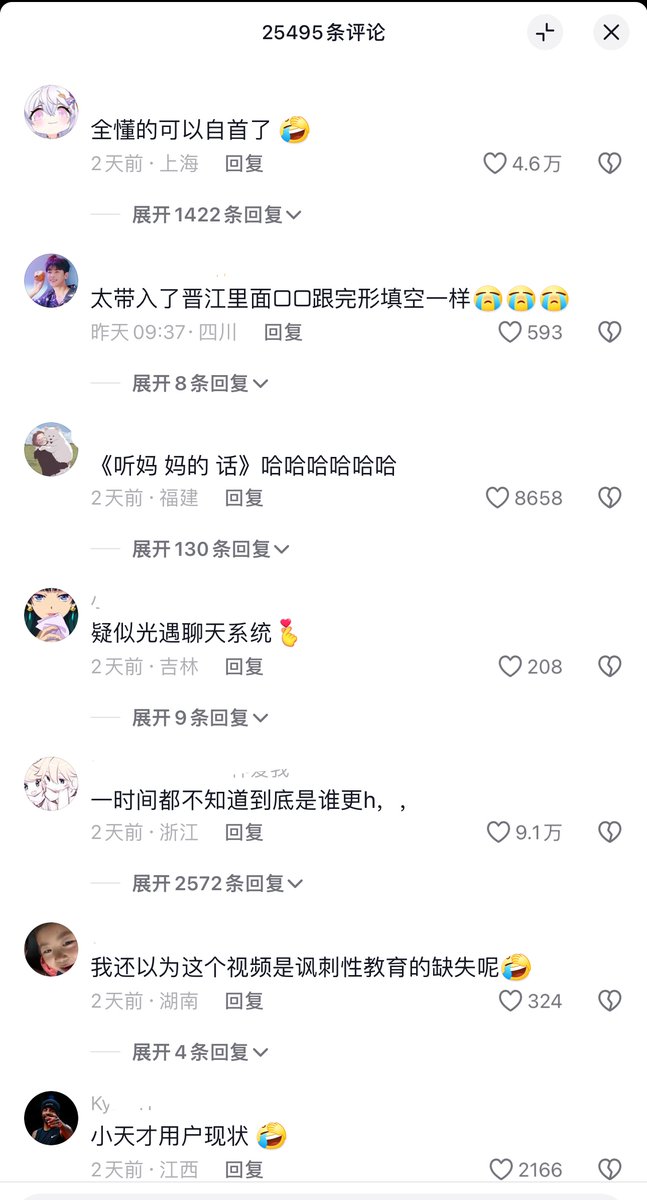 25495条评论
全懂的可以自首了
2天前·上海 回复 4.6万
展开1422条回复
太带入了晋江里面口口跟完形填空一样
昨天09:37·四川 回复 593
展开8条回复
《听妈 妈的 话》哈哈哈哈哈哈
2天前·福建 回复 8658
展开130条回复
疑似光遇聊天系统
2天前·吉林 回复 208
展开9条回复
一时间都不知道到底是谁更h，，
2天前·浙江 回复 9.1万
展开2572条回复
我还以为这个视频是讽刺性教育的缺失呢
2天前·湖南 回复 324
展开4条回复
Ky
小天才用户现状
2天前·江西 回复 2166